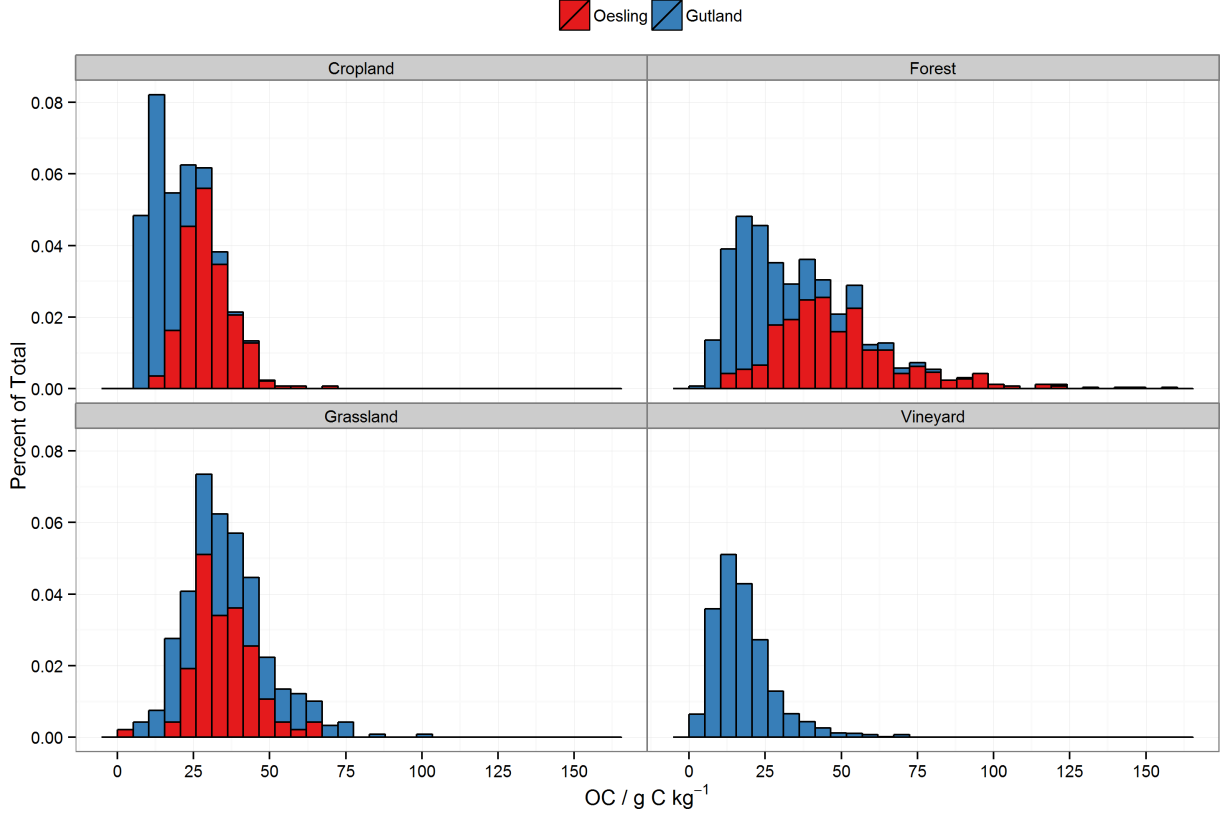 Oesling Gutland
Cropland Forest
0.08
0.06
0.04
0.02
0.00
Percent of Total
Grassland Vineyard
0.08
0.06
0.04
0.02
0.00
0 25 50 75 100 125 150 0 25 50 75 100 125 150
OC / g C kg⁻¹